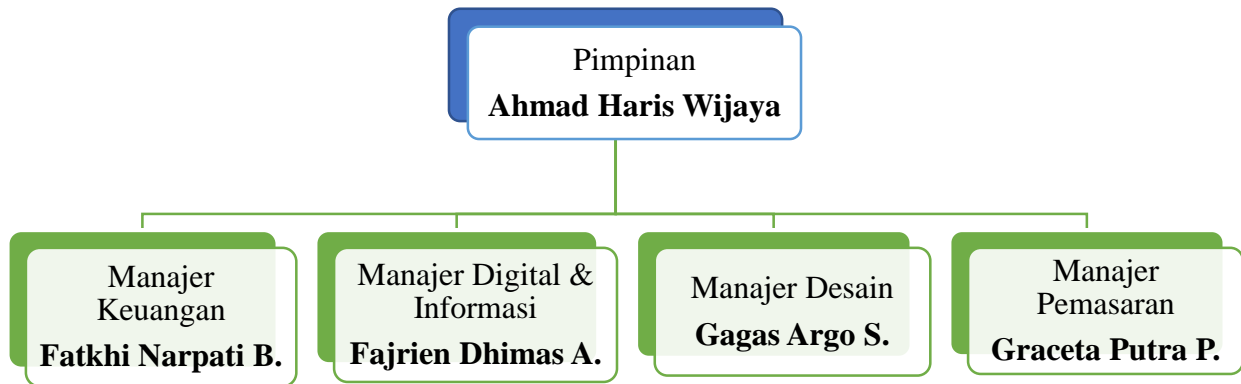 Pimpinan
Ahmad Haris Wijaya
Manajer
Keuangan
Fatkhi Narpati B.
Manajer Digital &
Informasi
Fajrien Dhimas A.
Manajer Desain
Gagas Argo S.
Manajer
Pemasaran
Graceta Putra P.